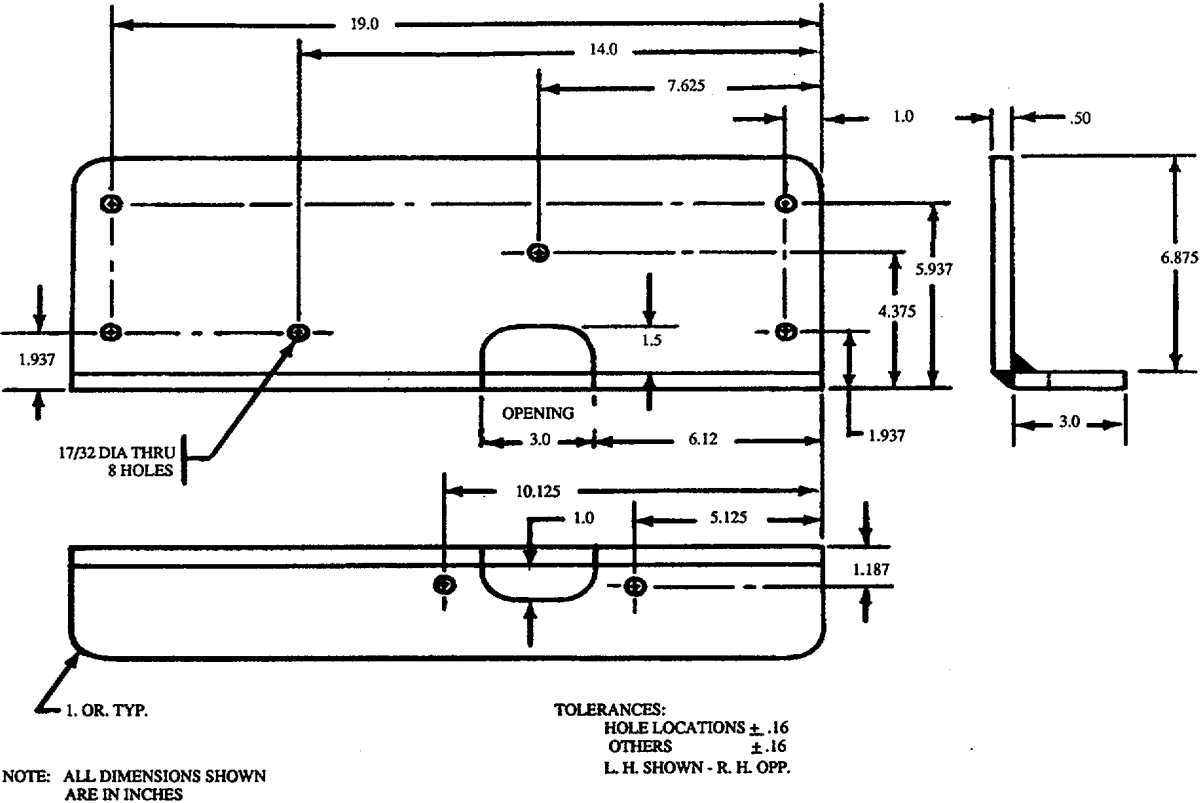 19.0
14.0
7.625
1.0
.50
6.875
5.937
4.375
1.937
1.5
OPENING
3.0
6.12
1.937
3.0
17/32 DIA THRU
8 HOLES
10.125
1.0
5.125
1.187
1. OR. TYP.
TOLERANCES:
HOLE LOCATIONS ± .16
OTHERS ± .16
L. H. SHOWN - R. H. OPP.
NOTE: ALL DIMENSIONS SHOWN
ARE IN INCHES